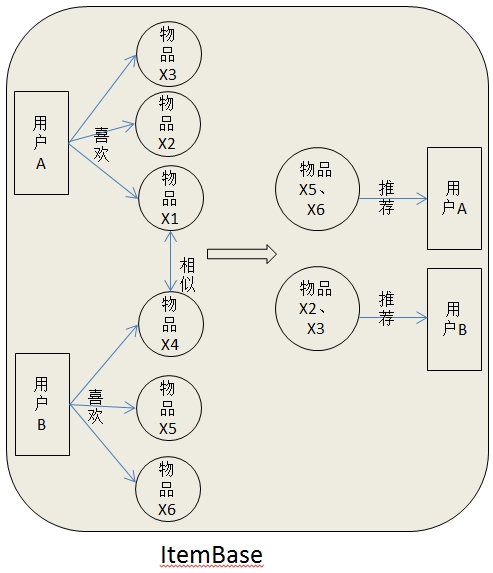 物
品
X3
用
户
A
喜
欢
物
品
X2
物
品
X1
相
似
物
品
X4
用
户
B
喜
欢
物
品
X5
物
品
X6
物品
X5、
X6
推
荐
用
户A
物品
X2、
X3
推
荐
用
户B
ItemBase